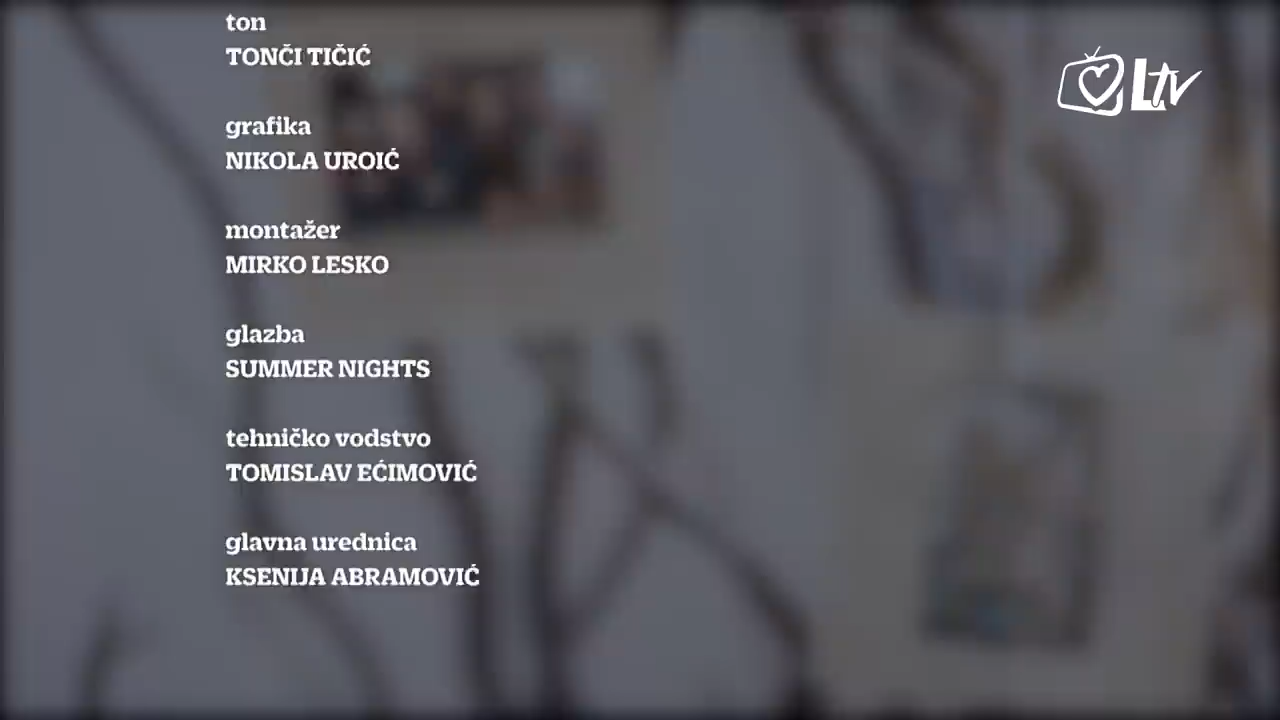 ton
TONČI TIČIĆ
LTV
grafika
NIKOLA UROIĆ
montažer
MIRKO LESKO
glazba
SUMMER NIGHTS
tehničko vodstvo
TOMISLAV EĆIMOVIĆ
glavna urednica
KSENIJA ABRAMOVIĆ